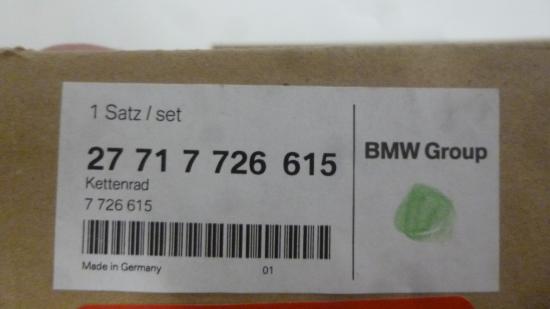 1 Satz / set
27 71 7 726 615
Kettenrad
7 726 615
Made in Germany 01
BMW Group